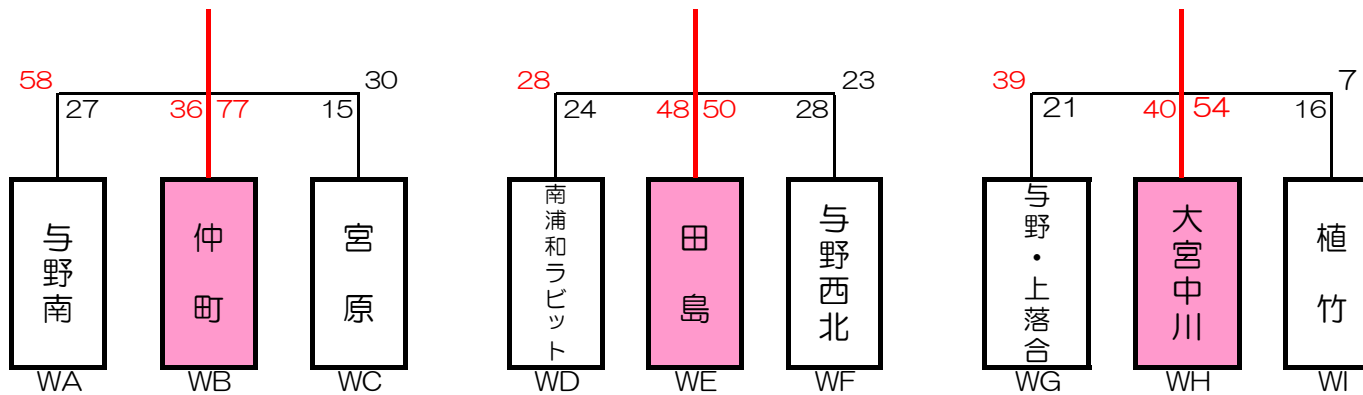 58 30 28 23 39 7
27 36 77 15 24 48 50 28 21 40 54 16
与野南
仲町
宮原
南浦和ラビット
田島
与野西北
与野・上落合
大宮中川
植竹
WA WB WC WD WE WF WG WH WI